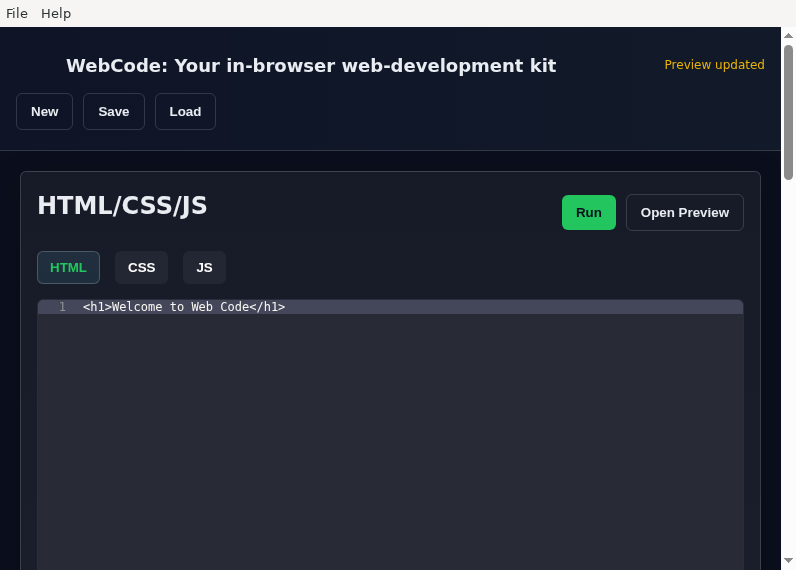 File Help
WebCode: Your in-browser web-development kit
Preview updated
New Save Load
HTML/CSS/JS
Run Open Preview
HTML CSS JS
1 <h1>Welcome to Web Code</h1>